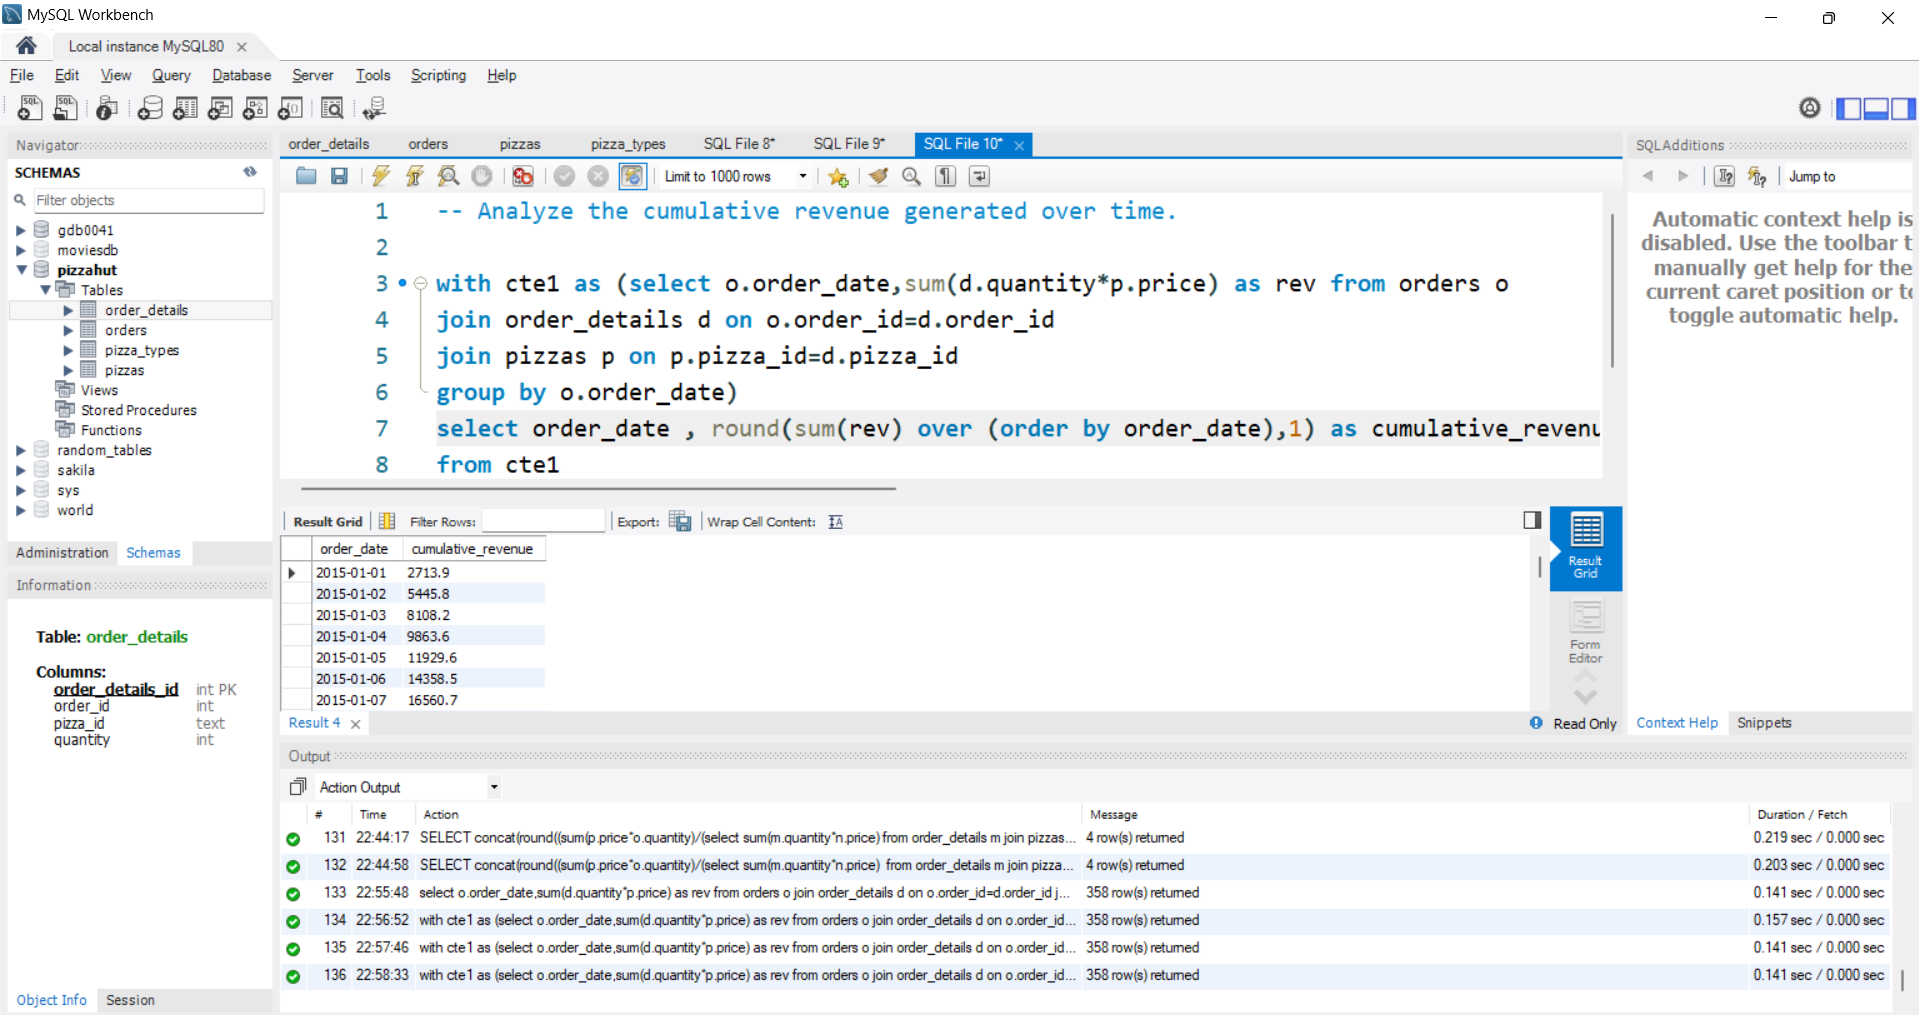 MySQL Workbench
Local instance MySQL80
File Edit View Query Database Server Tools Scripting Help
Navigator
SCHEMAS
Filter objects
gdb0041
moviesdb
pizzahut
Tables
order_details
orders
pizza_types
pizzas
Views
Stored Procedures
Functions
random_tables
sakila
sys
world
Administration Schemas
Information
Table: order_details
Columns:
order_details_id int PK
order_id int
pizza_id text
quantity int
Object Info Session
order_details orders pizzas pizza_types SQL File 8* SQL File 9* SQL File 10*
Limit to 1000 rows
1 -- Analyze the cumulative revenue generated over time.
2
3 with cte1 as (select o.order_date,sum(d.quantity*p.price) as rev from orders o
4 join order_details d on o.order_id=d.order_id
5 join pizzas p on p.pizza_id=d.pizza_id
6 group by o.order_date)
7 select order_date , round(sum(rev) over (order by order_date),1) as cumulative_revenu
8 from cte1
Result Grid Filter Rows: Export: Wrap Cell Content:
order_date cumulative_revenue
2015-01-01 2713.9
2015-01-02 5445.8
2015-01-03 8108.2
2015-01-04 9863.6
2015-01-05 11929.6
2015-01-06 14358.5
2015-01-07 16560.7
Result Grid
Form Editor
Result 4
Read Only
SQLAdditions
Jump to
Automatic context help is
disabled. Use the toolbar t
manually get help for the
current caret position or to
toggle automatic help.
Context Help Snippets
Output
Action Output
# Time Action Message Duration / Fetch
131 22:44:17 SELECT concat(round((sum(p.price*o.quantity)/(select sum(m.quantity*n.price) from order_details m join pizzas... 4 row(s) returned 0.219 sec / 0.000 sec
132 22:44:58 SELECT concat(round((sum(p.price*o.quantity)/(select sum(m.quantity*n.price) from order_details m join pizza... 4 row(s) returned 0.203 sec / 0.000 sec
133 22:55:48 select o.order_date,sum(d.quantity*p.price) as rev from orders o join order_details d on o.order_id=d.order_id j... 358 row(s) returned 0.141 sec / 0.000 sec
134 22:56:52 with cte1 as (select o.order_date,sum(d.quantity*p.price) as rev from orders o join order_details d on o.order_id... 358 row(s) returned 0.157 sec / 0.000 sec
135 22:57:46 with cte1 as (select o.order_date,sum(d.quantity*p.price) as rev from orders o join order_details d on o.order_id... 358 row(s) returned 0.141 sec / 0.000 sec
136 22:58:33 with cte1 as (select o.order_date,sum(d.quantity*p.price) as rev from orders o join order_details d on o.order_id... 358 row(s) returned 0.141 sec / 0.000 sec